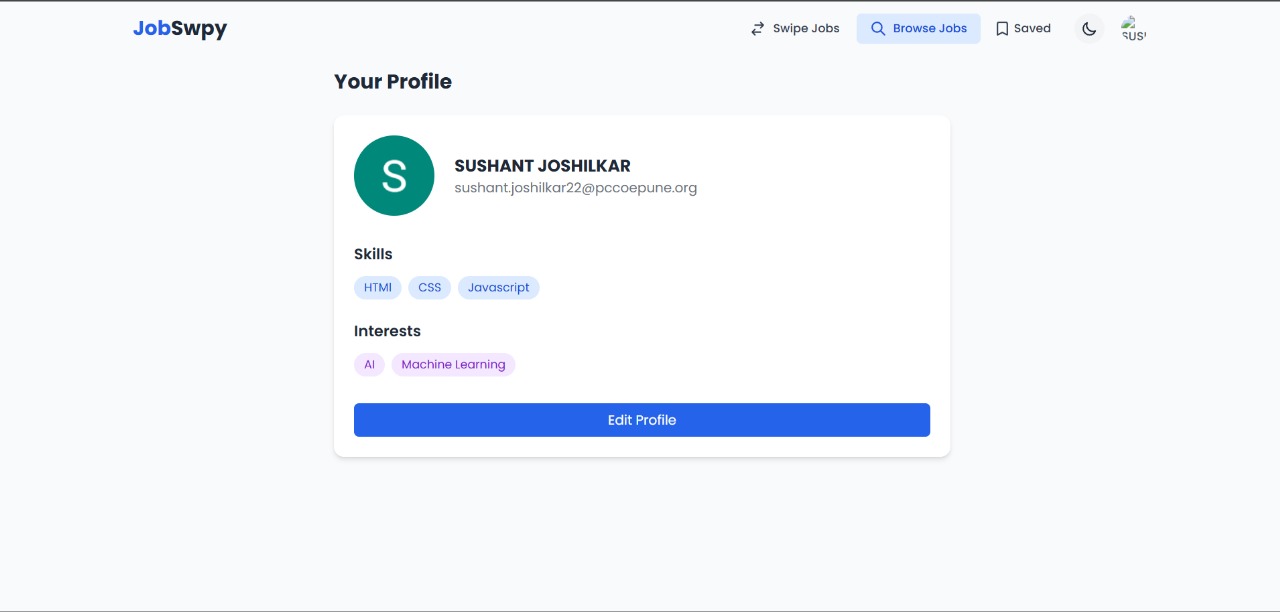 JobSwpy
Swipe Jobs
Browse Jobs
Saved
SUS
Your Profile
S
SUSHANT JOSHILKAR
sushant.joshilkar22@pccoepune.org
Skills
HTMl
CSS
Javascript
Interests
AI
Machine Learning
Edit Profile